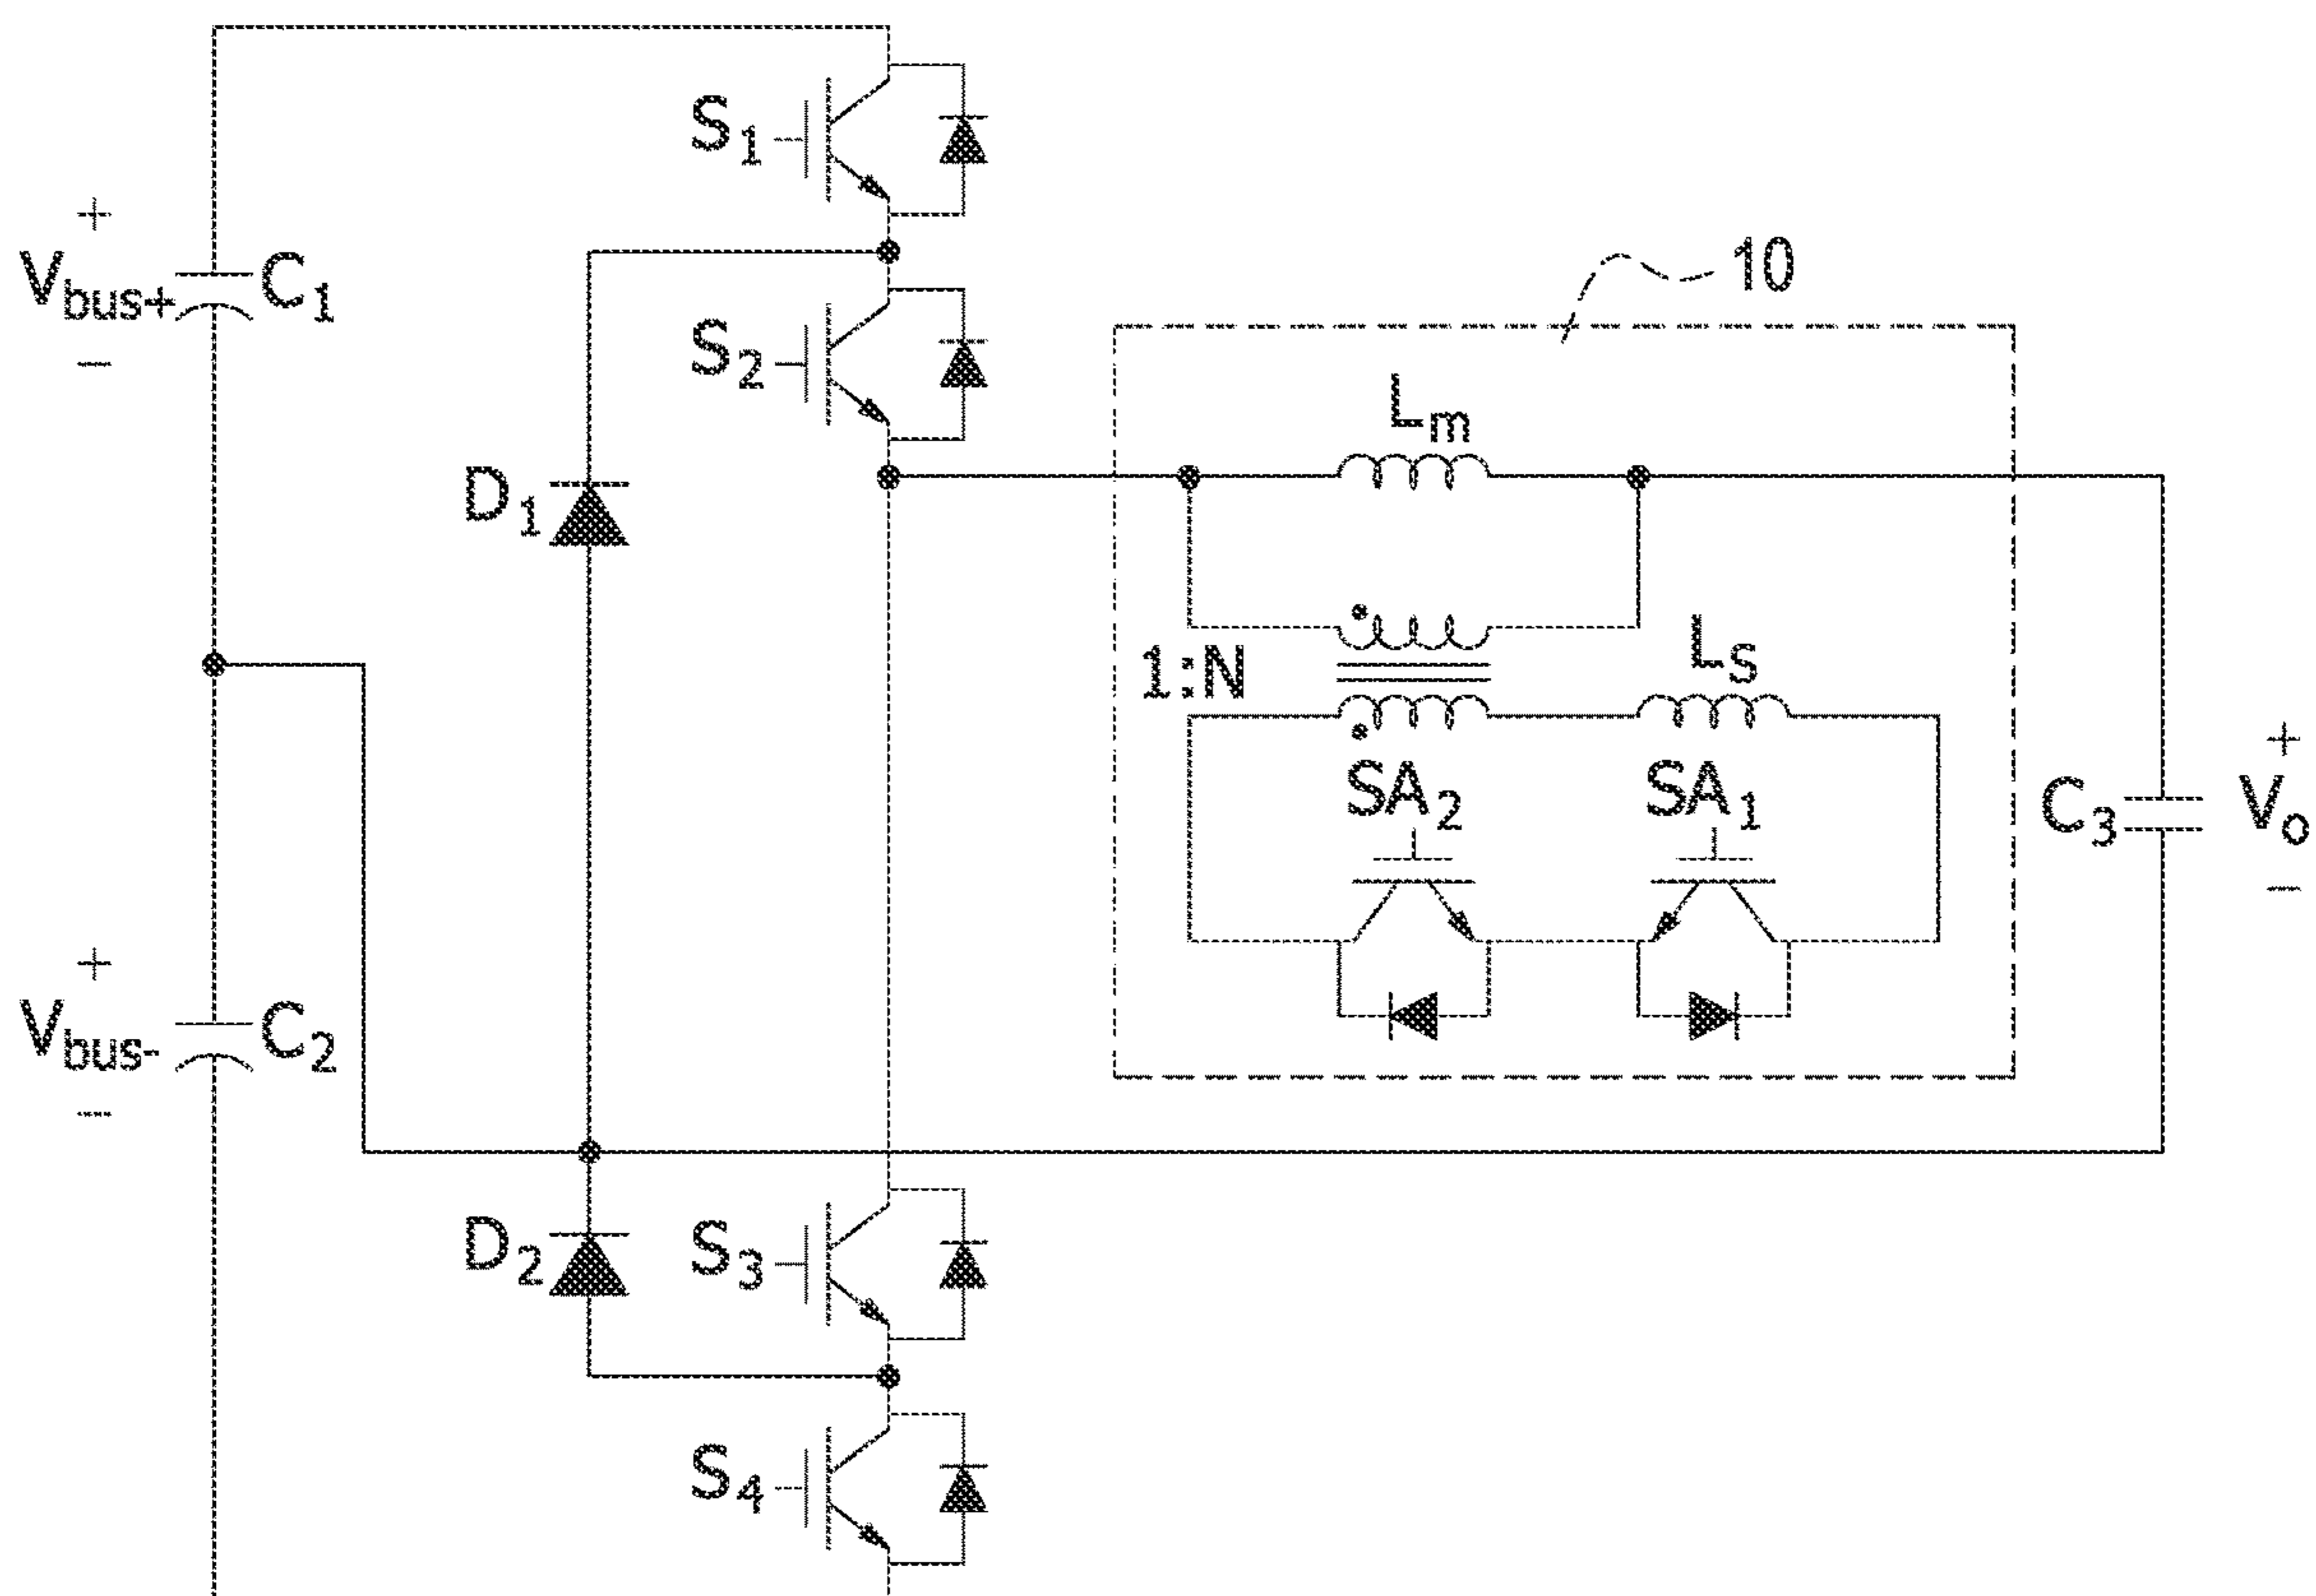 S1
+
Vbus+
−
C1
10
S2
Lm
D1
1:N
LS
SA2
SA1
C3
+
Vo
−
+
Vbus-
−
C2
D2
S3
S4